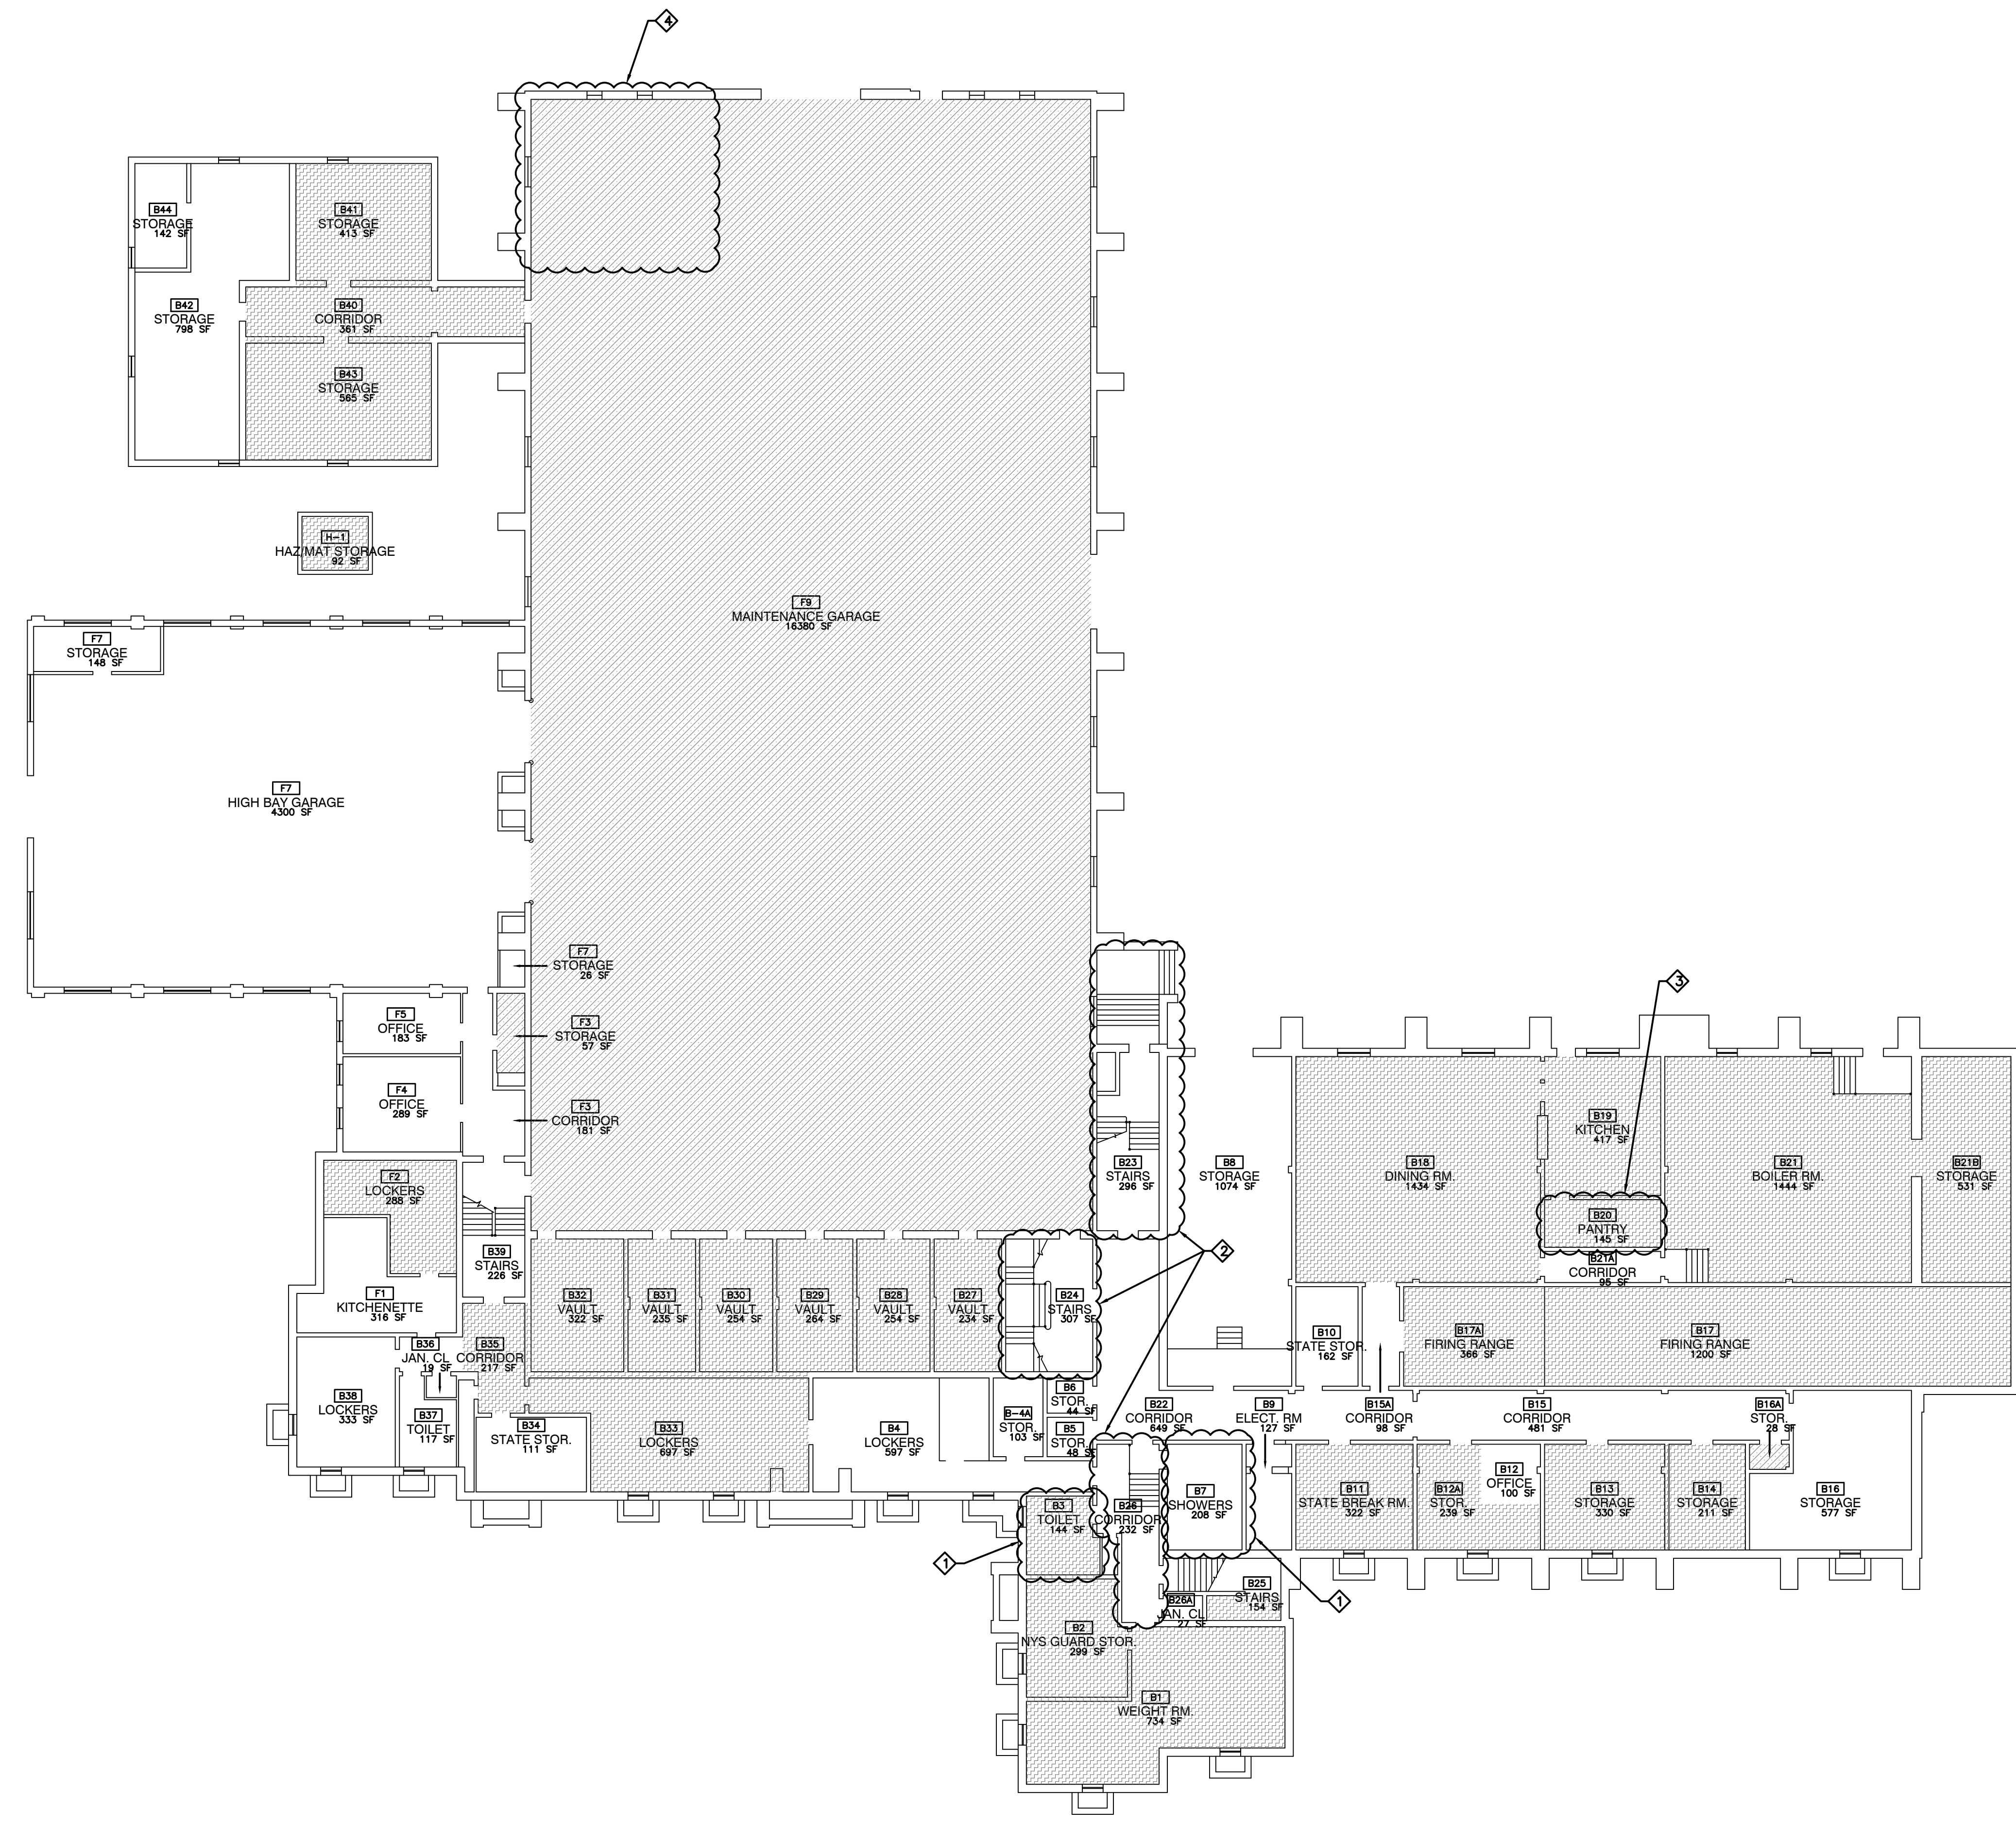 4
B44
STORAGE
142 SF
B41
STORAGE
413 SF
B42
STORAGE
798 SF
B40
CORRIDOR
361 SF
B43
STORAGE
565 SF
H-1
HAZ/MAT STORAGE
92 SF
F9
MAINTENANCE GARAGE
16380 SF
F7
STORAGE
148 SF
F7
HIGH BAY GARAGE
4300 SF
F7
STORAGE
26 SF
F5
OFFICE
183 SF
F3
STORAGE
57 SF
F4
OFFICE
289 SF
F3
CORRIDOR
181 SF
3
B19
KITCHEN
417 SF
F2
LOCKERS
288 SF
B23
STAIRS
296 SF
B8
STORAGE
1074 SF
B18
DINING RM.
1434 SF
B21
BOILER RM.
1444 SF
B21B
STORAGE
531 SF
B20
PANTRY
145 SF
2
B39
STAIRS
226 SF
B21A
CORRIDOR
95 SF
F1
KITCHENETTE
316 SF
B32
VAULT
322 SF
B31
VAULT
235 SF
B30
VAULT
254 SF
B29
VAULT
264 SF
B28
VAULT
254 SF
B27
VAULT
234 SF
B24
STAIRS
307 SF
B10
STATE STOR.
162 SF
B17A
FIRING RANGE
366 SF
B17
FIRING RANGE
1200 SF
B36
JAN. CL
19 SF
B35
CORRIDOR
217 SF
B38
LOCKERS
333 SF
B37
TOILET
117 SF
B34
STATE STOR.
111 SF
B33
LOCKERS
697 SF
B4
LOCKERS
597 SF
B-4A
STOR.
103 SF
B6
STOR.
44 SF
B5
STOR.
48 SF
B22
CORRIDOR
649 SF
B9
ELECT. RM
127 SF
B15A
CORRIDOR
98 SF
B15
CORRIDOR
481 SF
B16A
STOR.
28 SF
B3
TOILET
144 SF
B26
CORRIDOR
232 SF
B7
SHOWERS
208 SF
B11
STATE BREAK RM.
322 SF
B12A
STOR.
239 SF
B12
OFFICE
100 SF
B13
STORAGE
330 SF
B14
STORAGE
211 SF
B16
STORAGE
577 SF
1
B25
STAIRS
154 SF
1
B26A
JAN. CL
27 SF
B2
NYS GUARD STOR.
299 SF
B1
WEIGHT RM.
734 SF